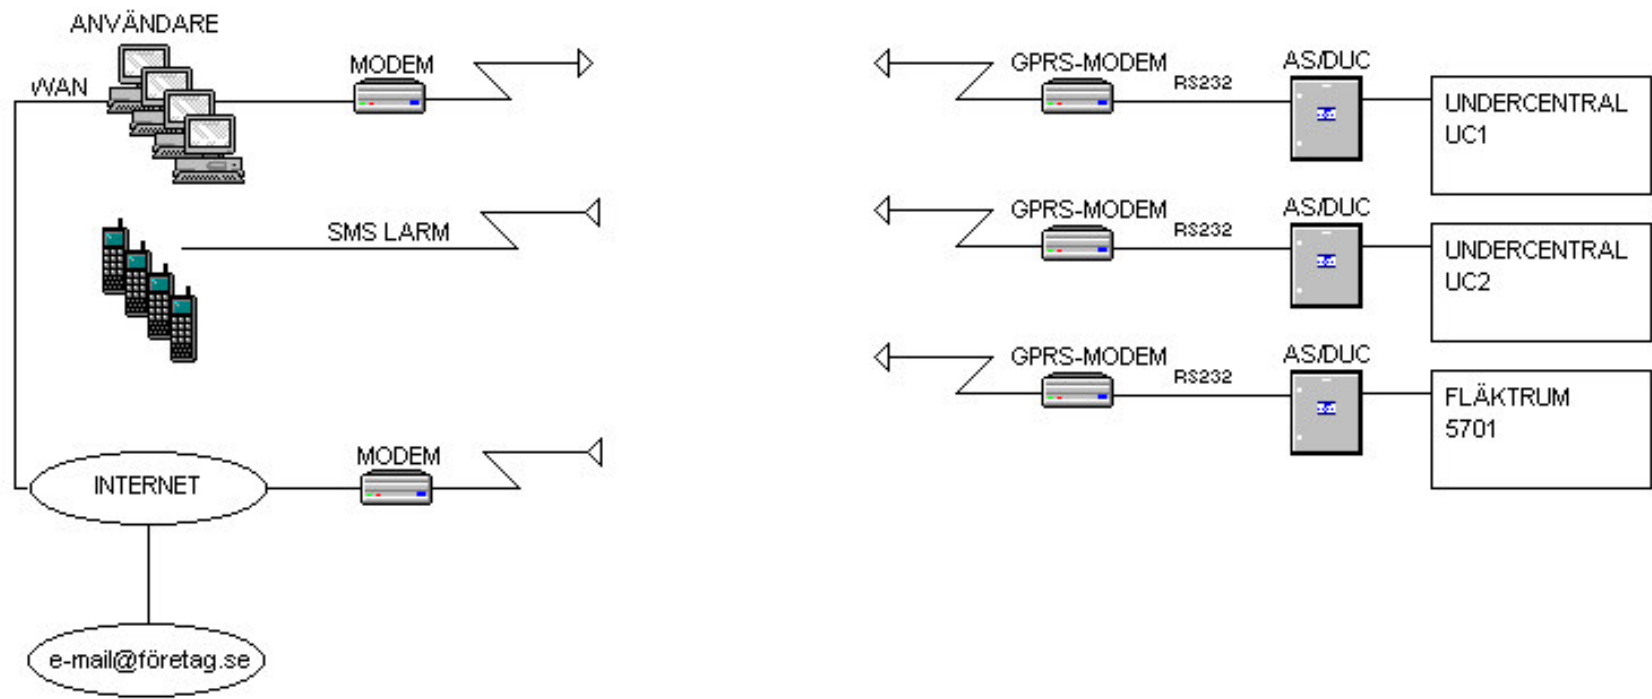 ANVÄNDARE
WAN
MODEM
SMS LARM
MODEM
INTERNET
e-mail@företag.se
GPRS-MODEM
RS232
AS/DUC
UNDERCENTRAL
UC1
GPRS-MODEM
RS232
AS/DUC
UNDERCENTRAL
UC2
GPRS-MODEM
RS232
AS/DUC
FLÄKTRUM
5701